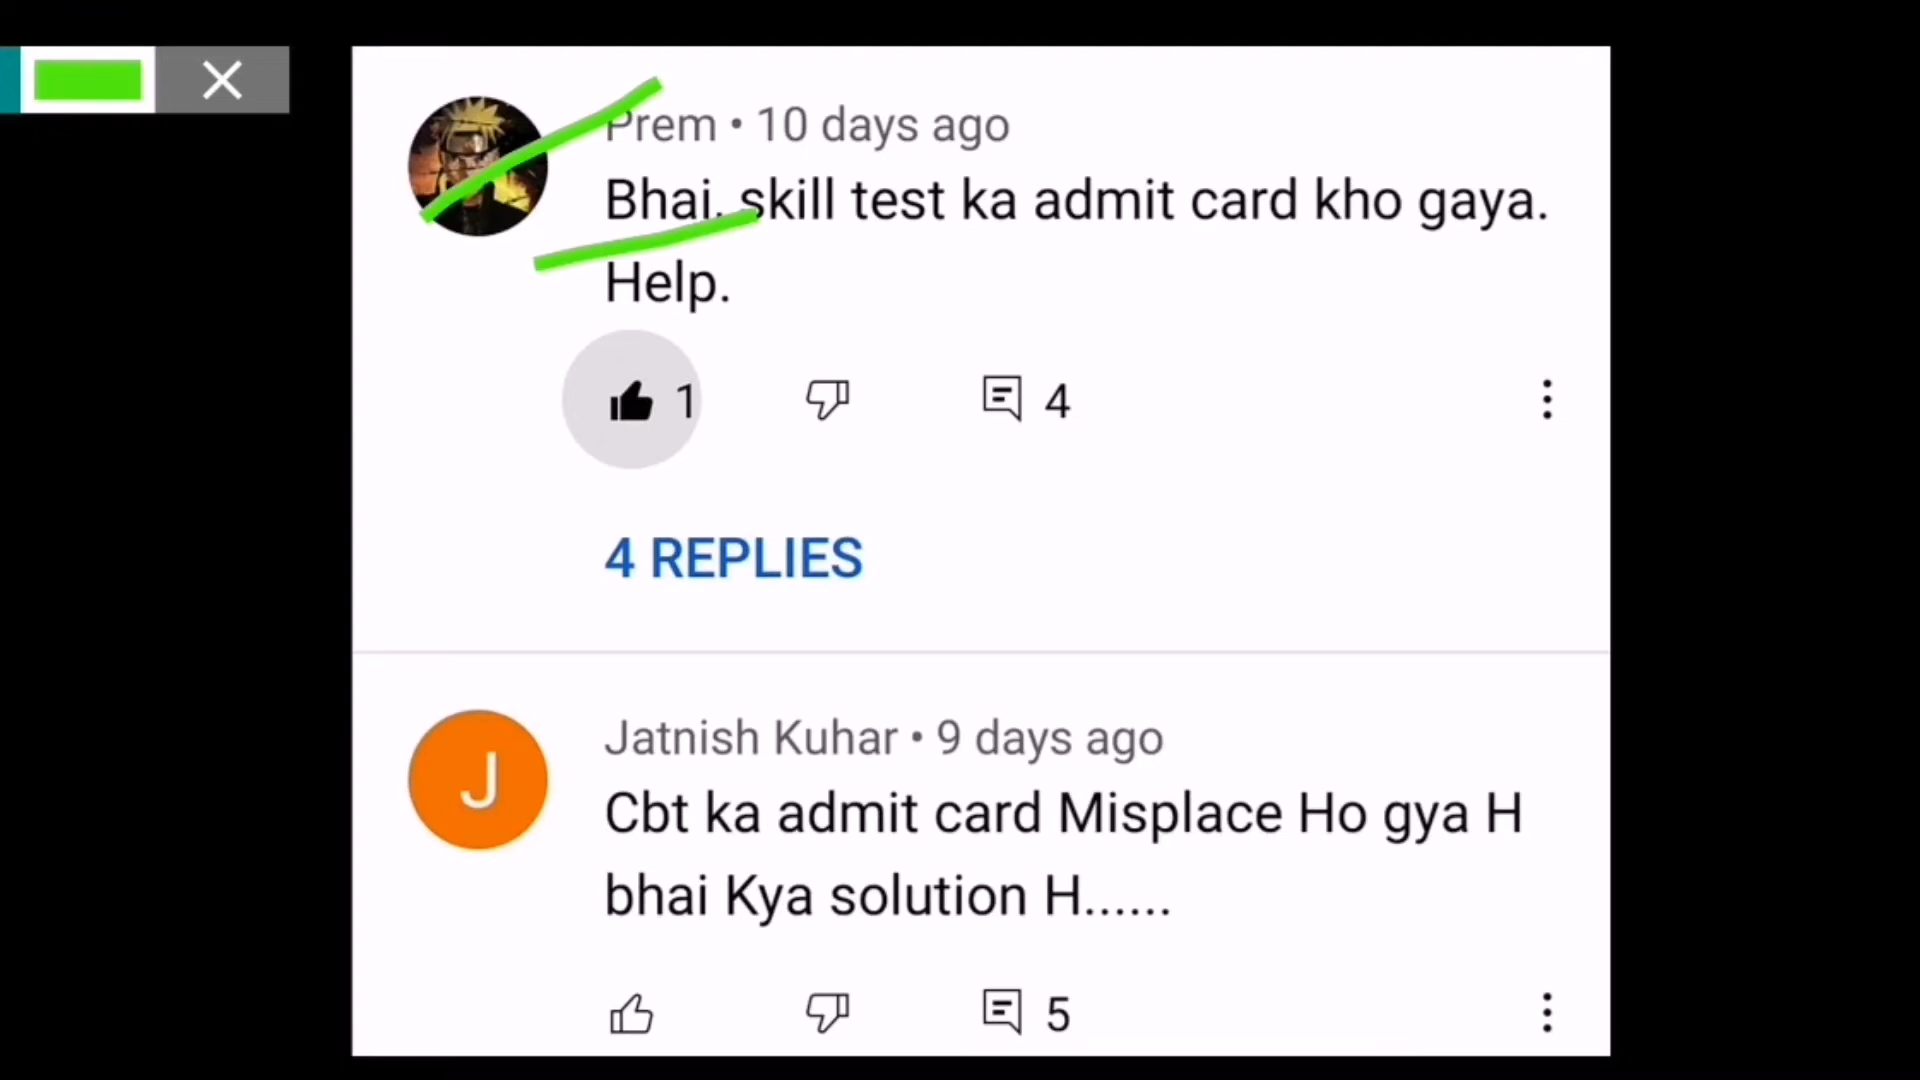 Prem • 10 days ago
Bhai, skill test ka admit card kho gaya.
Help.
1 4
4 REPLIES
J
Jatnish Kuhar • 9 days ago
Cbt ka admit card Misplace Ho gya H
bhai Kya solution H......
5